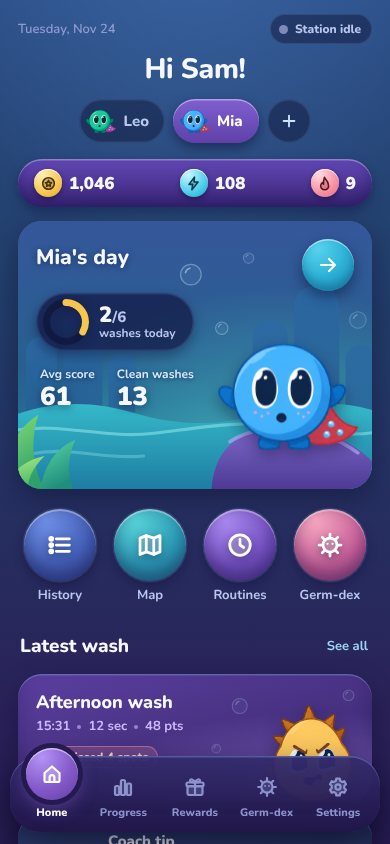 Tuesday, Nov 24
Station idle
Hi Sam!
Leo
Mia
+
1,046
108
9
Mia's day
2/6
washes today
Avg score
Clean washes
61
13
History
Map
Routines
Germ-dex
Latest wash
See all
Afternoon wash
15:31 • 12 sec • 48 pts
spots
Home
Progress
Rewards
Germ-dex
Settings
Coach tip